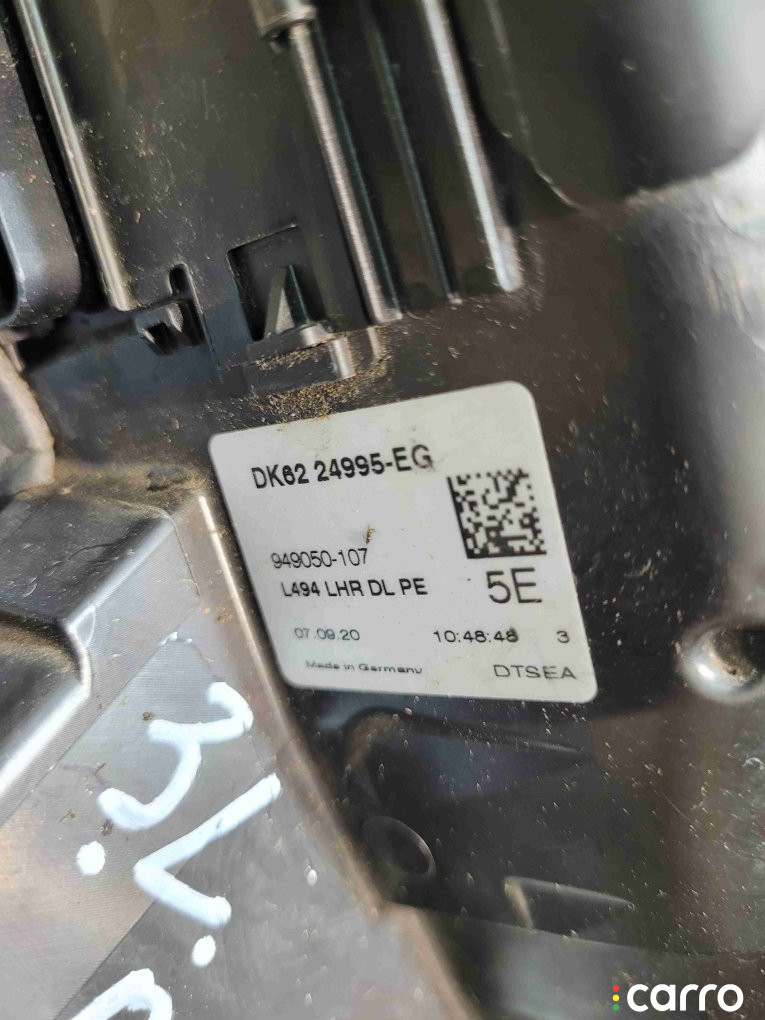 DK62 24995-EG
949050-107
L494 LHR DL PE
5E
07.09.20 10:48:48 3
Made in Germany
DTSEA
carro